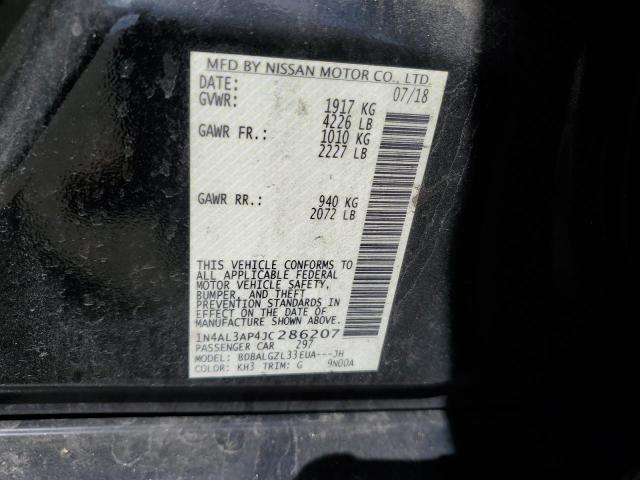 MFD BY NISSAN MOTOR CO., LTD.
DATE: 07/18
GVWR: 1917 KG
4226 LB
GAWR FR.: 1010 KG
2227 LB
GAWR RR.: 940 KG
2072 LB
THIS VEHICLE CONFORMS TO
ALL APPLICABLE FEDERAL
MOTOR VEHICLE SAFETY,
BUMPER, AND THEFT
PREVENTION STANDARDS IN
EFFECT ON THE DATE OF
MANUFACTURE SHOWN ABOVE.
1N4AL3AP4JC286207
PASSENGER CAR 297
MODEL: BDBALGZL33EUA---JH
COLOR: KH3 TRIM: G 9N00A